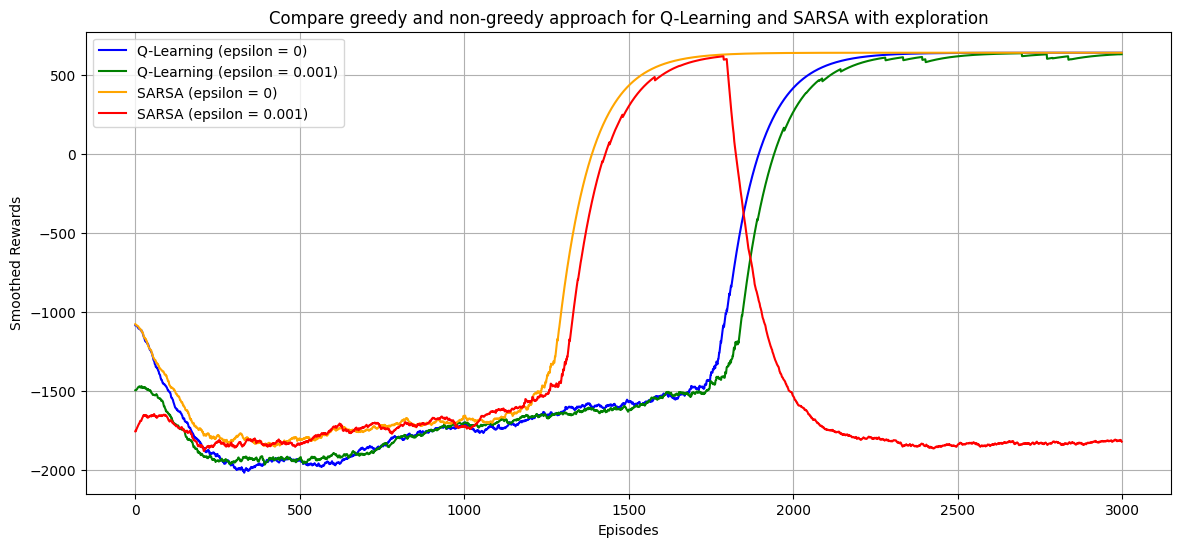 Compare greedy and non-greedy approach for Q-Learning and SARSA with exploration
Q-Learning (epsilon = 0)
Q-Learning (epsilon = 0.001)
SARSA (epsilon = 0)
SARSA (epsilon = 0.001)
Smoothed Rewards
500
0
−500
−1000
−1500
−2000
0 500 1000 1500 2000 2500 3000
Episodes